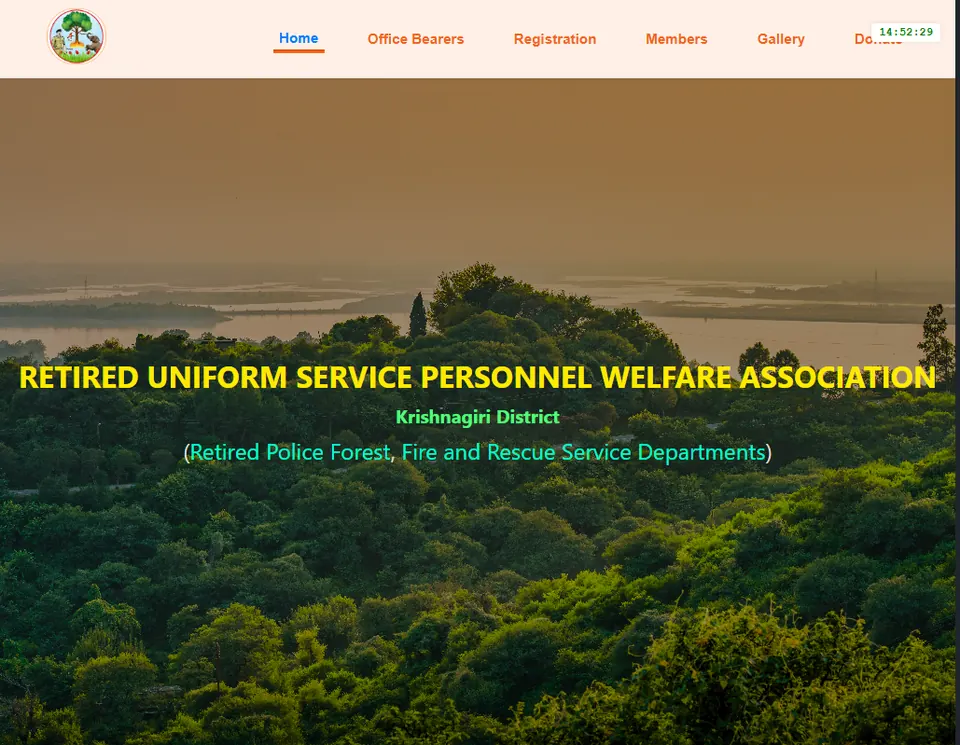 Home
Office Bearers
Registration
Members
Gallery
14:52:29
RETIRED UNIFORM SERVICE PERSONNEL WELFARE ASSOCIATION
Krishnagiri District
(Retired Police Forest, Fire and Rescue Service Departments)